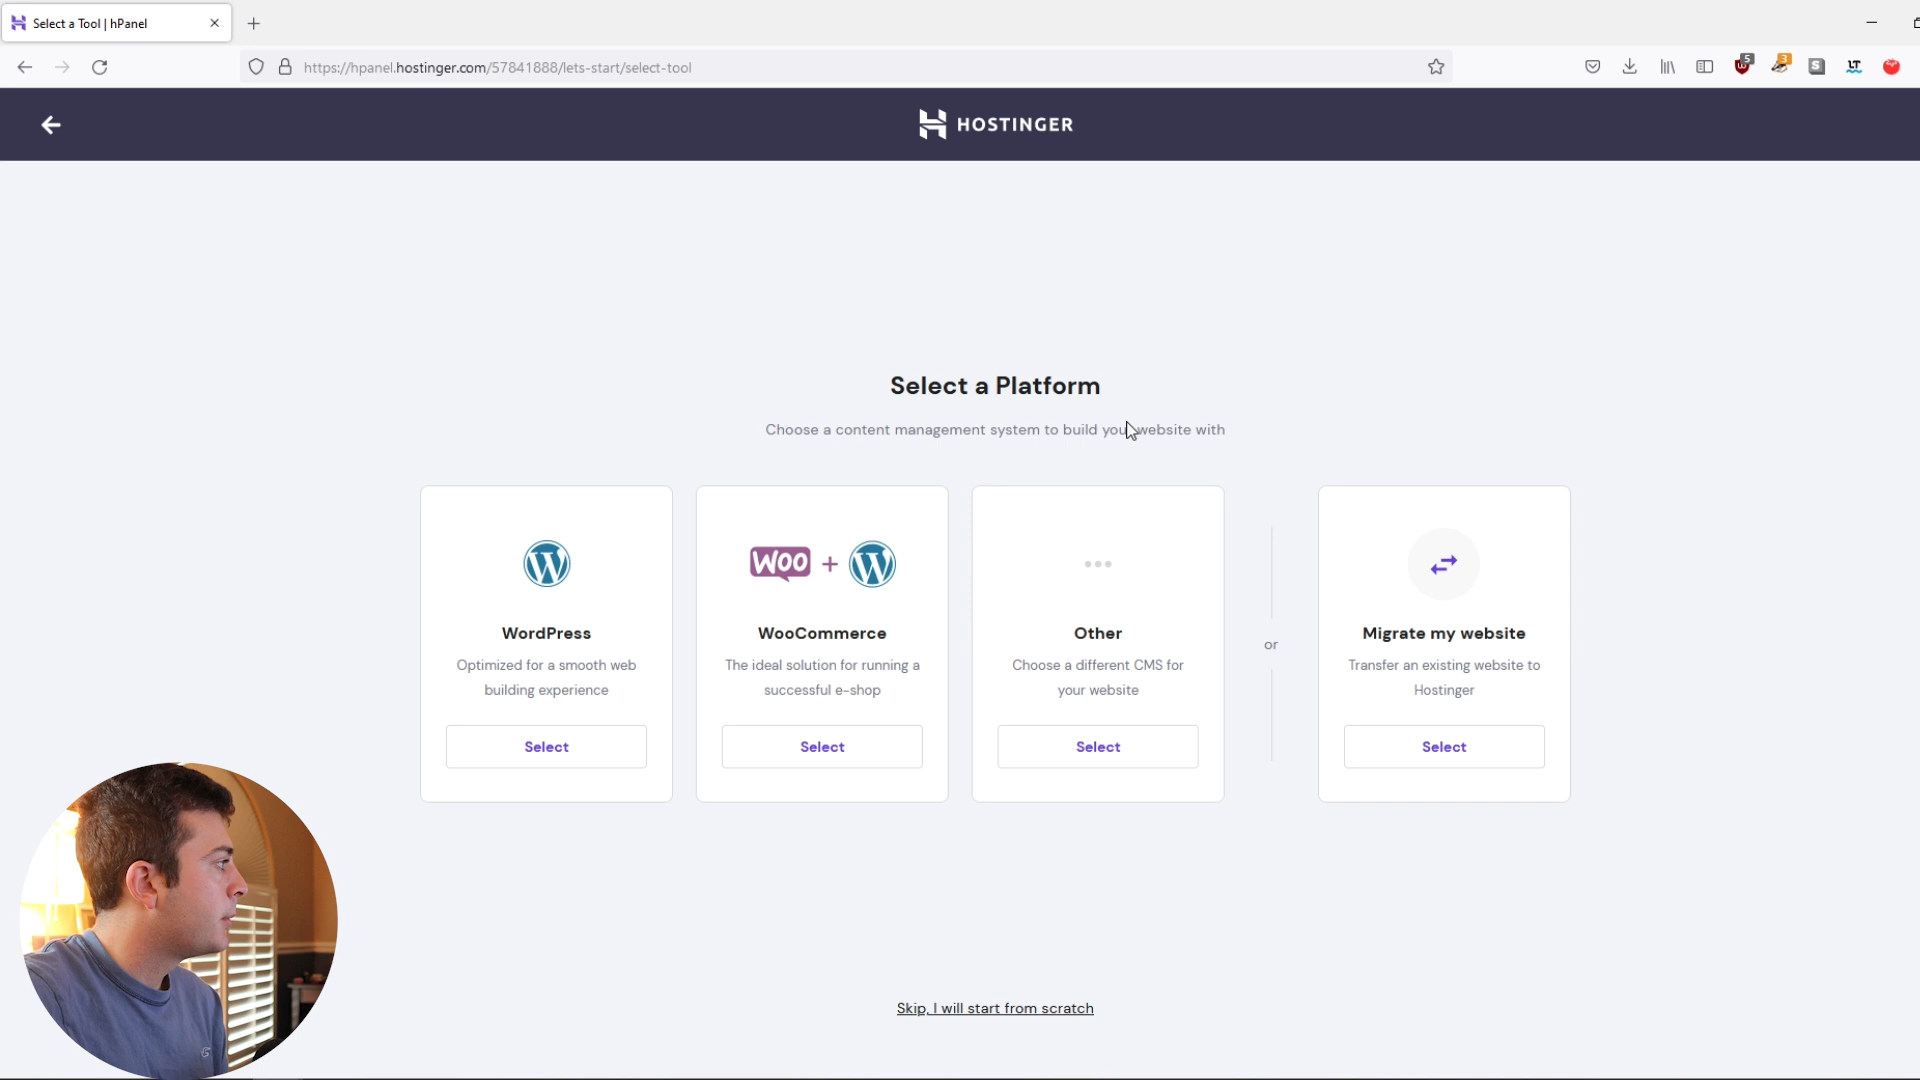 Select a Tool | hPanel
https://hpanel.hostinger.com/57841888/lets-start/select-tool
5
3
S
LT
HOSTINGER
Select a Platform
Choose a content management system to build your website with
WOO +
WordPress
Optimized for a smooth web
building experience
Select
WooCommerce
The ideal solution for running a
successful e-shop
Select
Other
Choose a different CMS for
your website
Select
or
Migrate my website
Transfer an existing website to
Hostinger
Select
Skip, I will start from scratch